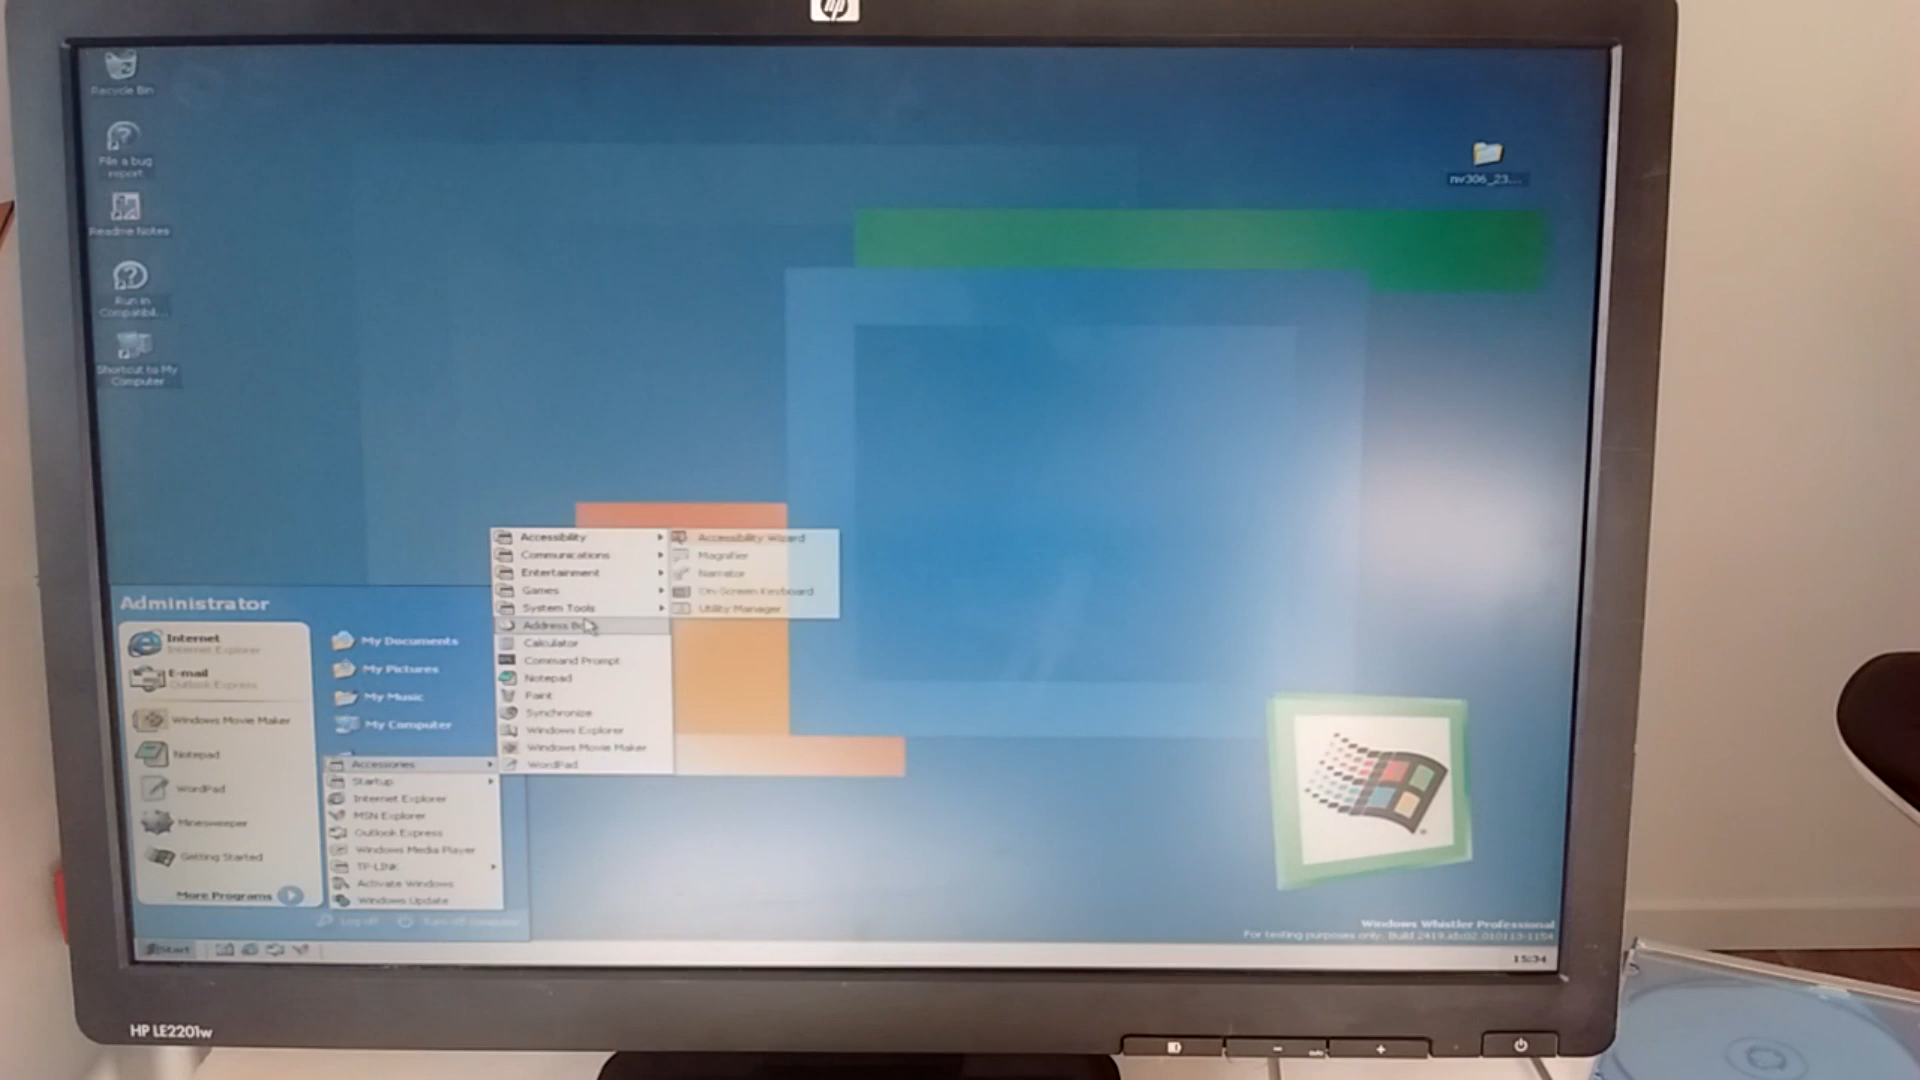 hp
Recycle Bin
File a bug
report
Readme Notes
Run in
Compatibil...
Shortcut to My
Computer
nv306_23...
Administrator
Internet
Internet Explorer
E-mail
Outlook Express
Windows Movie Maker
Notepad
WordPad
Minesweeper
Getting Started
More Programs
My Documents
My Pictures
My Music
My Computer
Accessories
Startup
Internet Explorer
MSN Explorer
Outlook Express
Windows Media Player
TP-LINK
Activate Windows
Windows Update
Log off
Turn off computer
Accessibility
Communications
Entertainment
Games
System Tools
Address
Calculator
Command Prompt
Notepad
Paint
Synchronize
Windows Explorer
Windows Movie Maker
WordPad
Accessibility Wizard
Magnifier
Narrator
On-Screen Keyboard
Utility Manager
Windows Whistler Professional
For testing purposes only. Build 2419.idx02.010113-1154
Start
15:34
HP LE2201w
auto